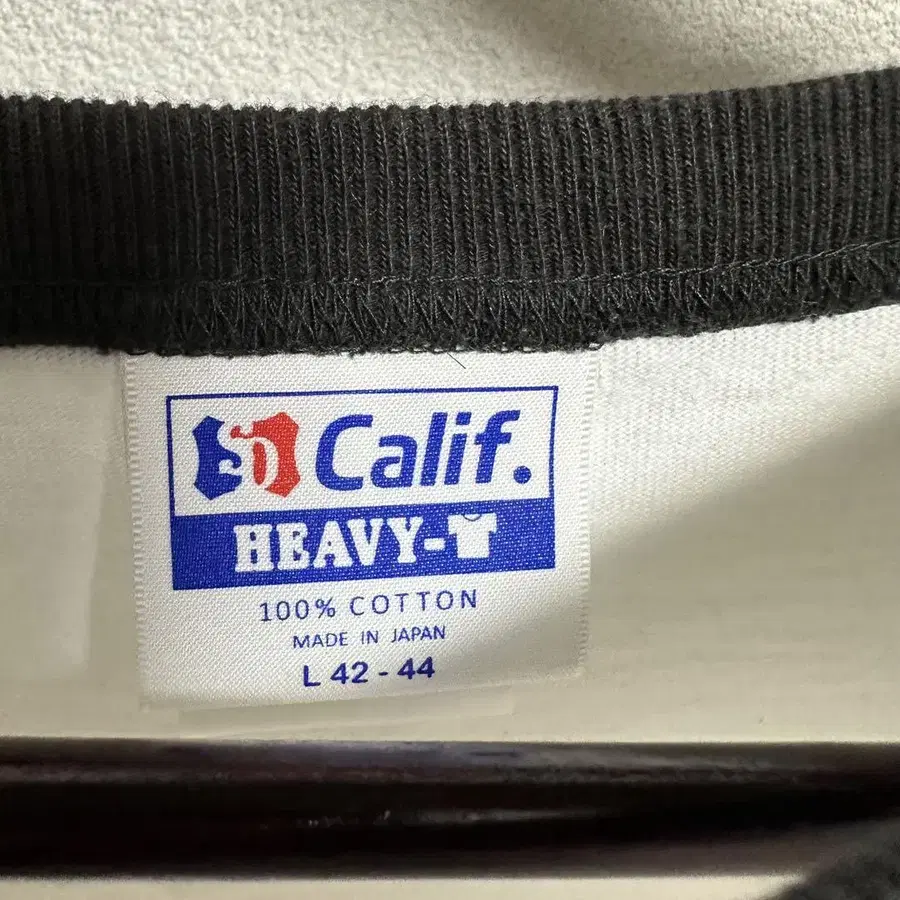 SD Calif.
HEAVY-T
100% COTTON
MADE IN JAPAN
L 42 - 44